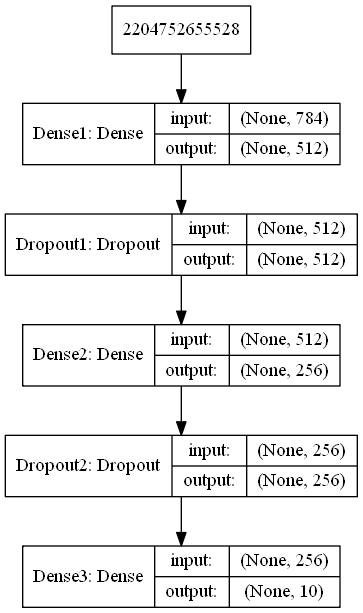 2204752655528
Dense1: Dense
input: (None, 784)
output: (None, 512)
Dropout1: Dropout
input: (None, 512)
output: (None, 512)
Dense2: Dense
input: (None, 512)
output: (None, 256)
Dropout2: Dropout
input: (None, 256)
output: (None, 256)
Dense3: Dense
input: (None, 256)
output: (None, 10)